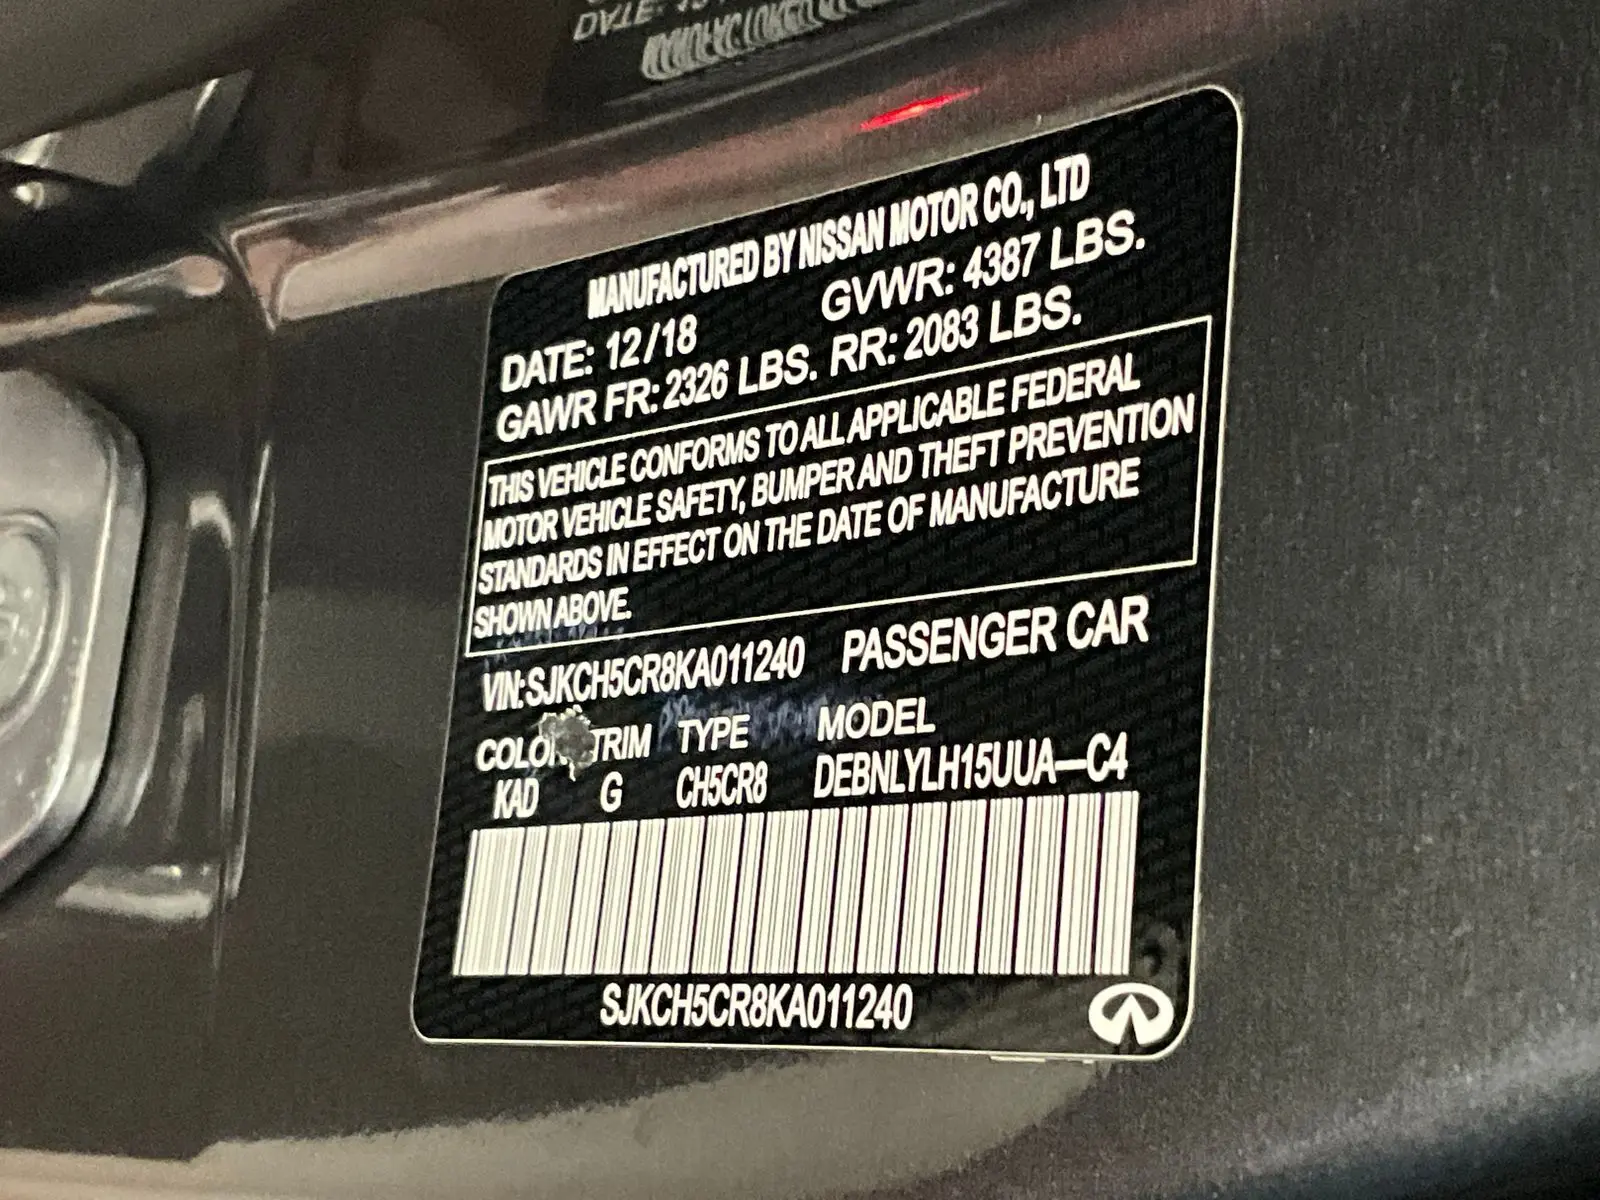 DATE:
MANUFACTURED BY NISSAN MOTOR CO., LTD
DATE: 12/18 GVWR: 4387 LBS.
GAWR FR: 2326 LBS. RR: 2083 LBS.
THIS VEHICLE CONFORMS TO ALL APPLICABLE FEDERAL
MOTOR VEHICLE SAFETY, BUMPER AND THEFT PREVENTION
STANDARDS IN EFFECT ON THE DATE OF MANUFACTURE
SHOWN ABOVE.
VIN:SJKCH5CR8KA011240 PASSENGER CAR
COLOR TRIM TYPE MODEL
KAD G CH5CR8 DEBNLYLH15UUA—C4
SJKCH5CR8KA011240